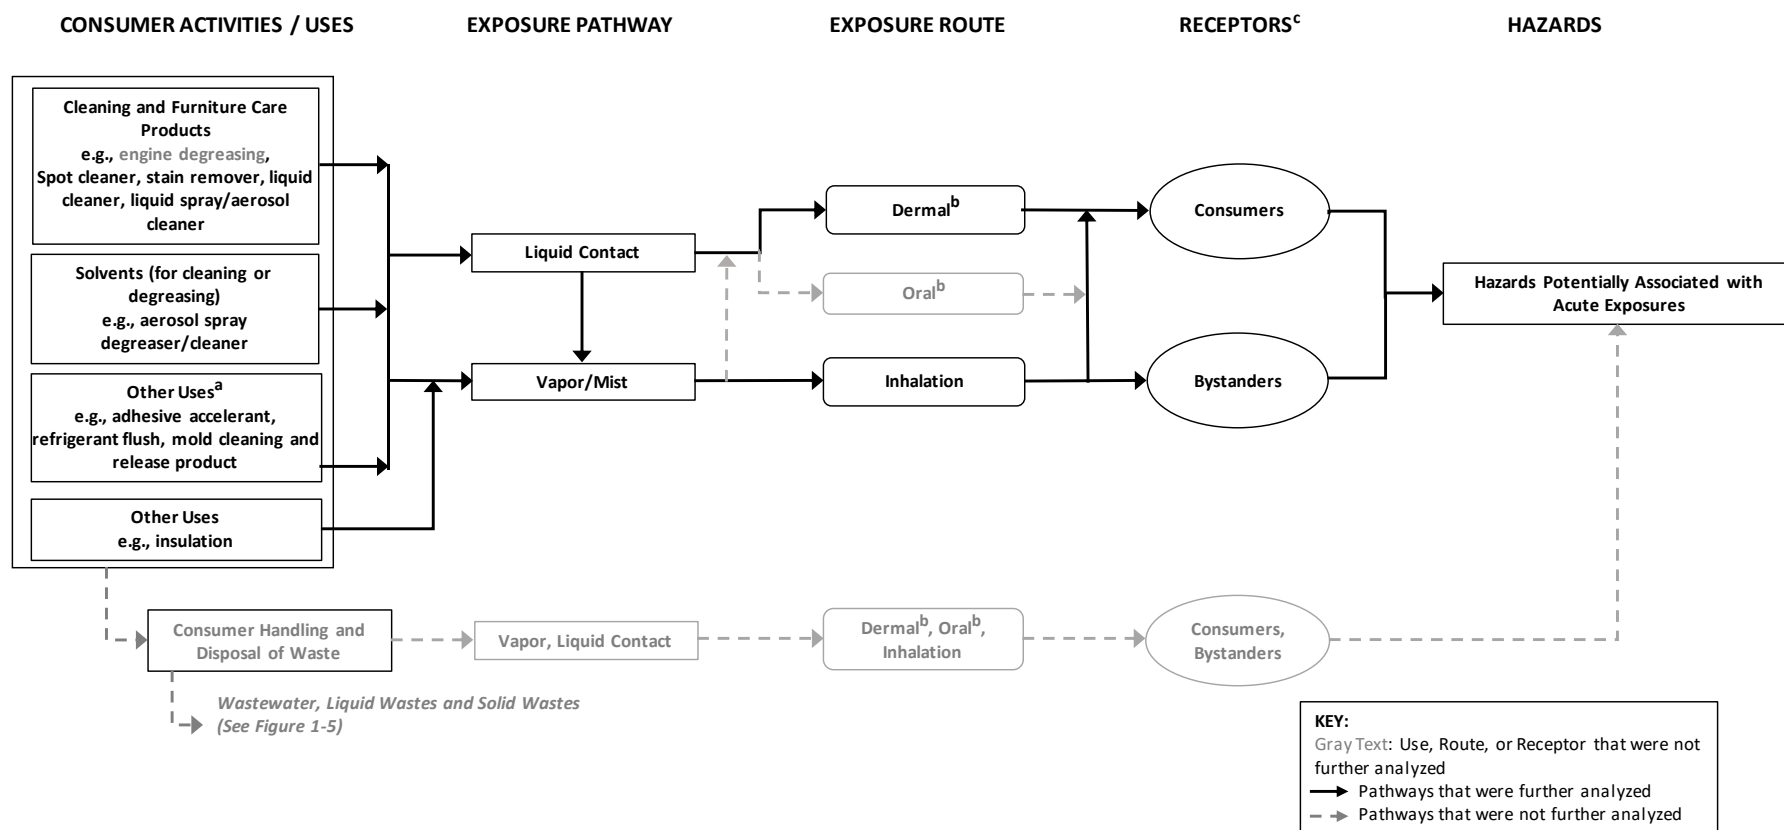 CONSUMER ACTIVITIES / USES
EXPOSURE PATHWAY
EXPOSURE ROUTE
RECEPTORSᶜ
HAZARDS
Cleaning and Furniture Care
Products
e.g., engine degreasing,
Spot cleaner, stain remover, liquid
cleaner, liquid spray/aerosol
cleaner
Solvents (for cleaning or
degreasing)
e.g., aerosol spray
degreaser/cleaner
Other Usesᵃ
e.g., adhesive accelerant,
refrigerant flush, mold cleaning and
release product
Other Uses
e.g., insulation
Liquid Contact
Vapor/Mist
Dermalᵇ
Oralᵇ
Inhalation
Consumers
Bystanders
Hazards Potentially Associated with
Acute Exposures
Consumer Handling and
Disposal of Waste
Vapor, Liquid Contact
Dermalᵇ, Oralᵇ,
Inhalation
Consumers,
Bystanders
Wastewater, Liquid Wastes and Solid Wastes
(See Figure 1-5)
KEY:
Gray Text: Use, Route, or Receptor that were not
further analyzed
Pathways that were further analyzed
Pathways that were not further analyzed